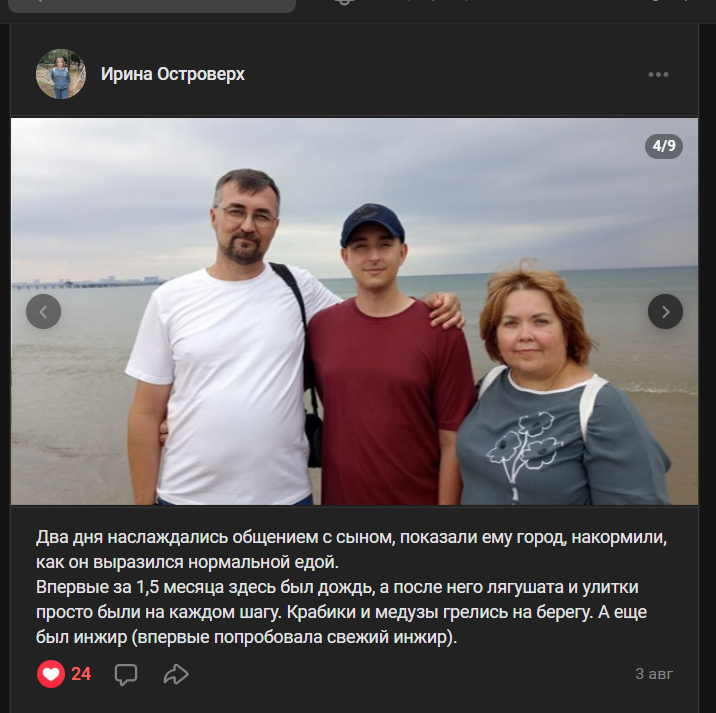 Ирина Островерх
4/9
Два дня наслаждались общением с сыном, показали ему город, накормили,
как он выразился нормальной едой.
Впервые за 1,5 месяца здесь был дождь, а после него лягушата и улитки
просто были на каждом шагу. Крабики и медузы грелись на берегу. А еще
был инжир (впервые попробовала свежий инжир).
24
3 авг